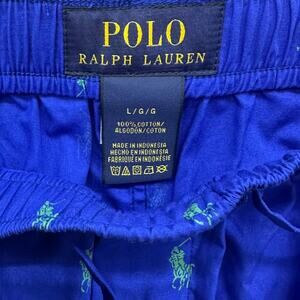 POLO
RALPH LAUREN
L/G/G
100% COTTON/
ALGODÓN/COTON
MADE IN INDONESIA
HECHO EN INDONESIA
FABRIQUÉ EN INDONÉSIE